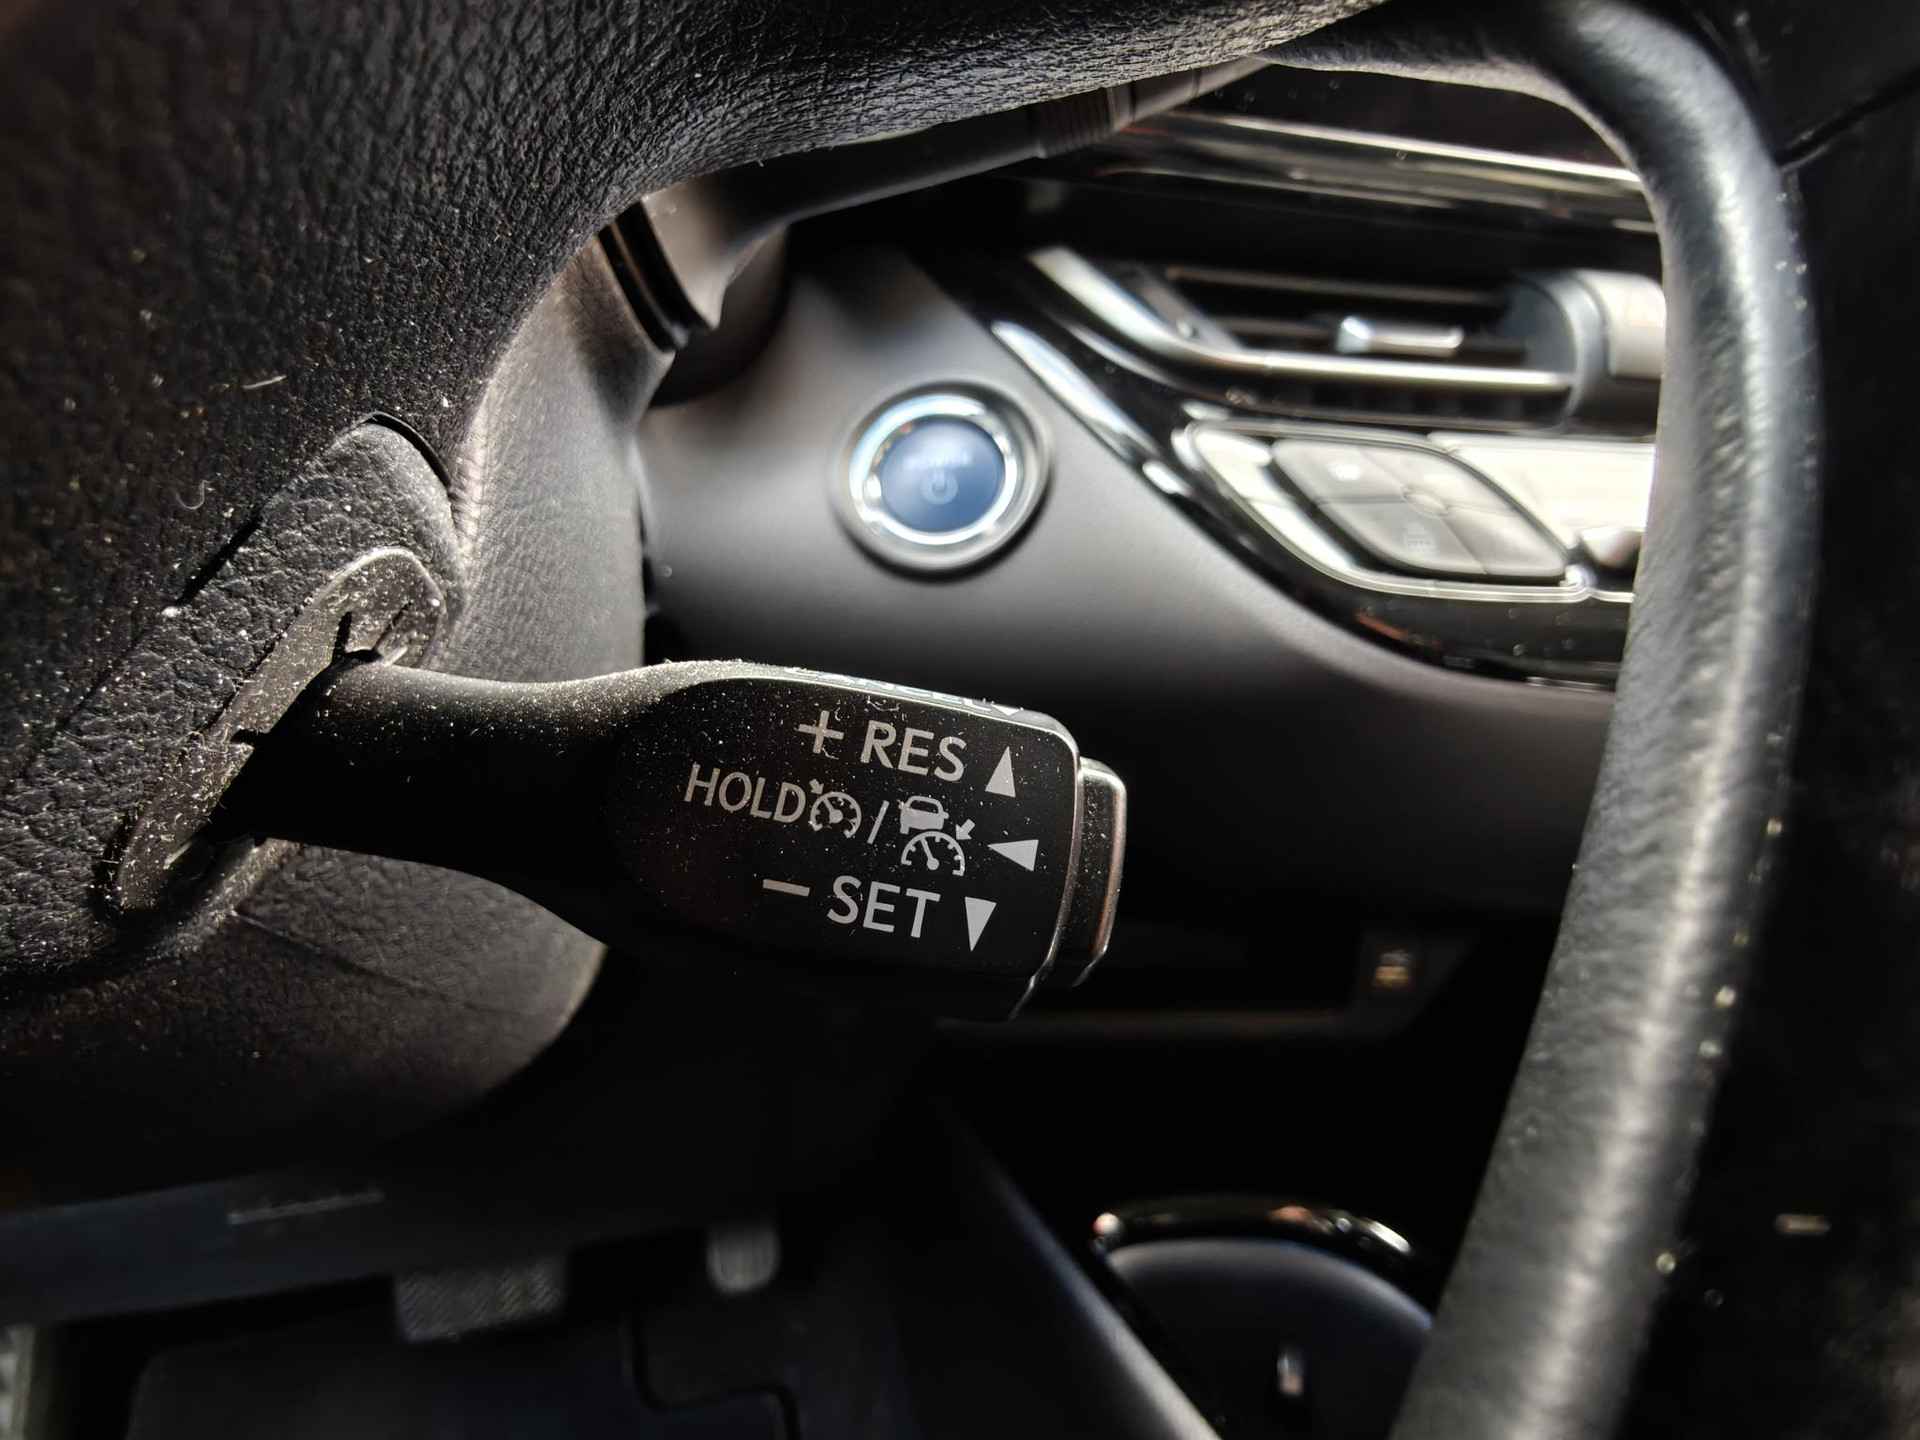 + RES
HOLD /
− SET